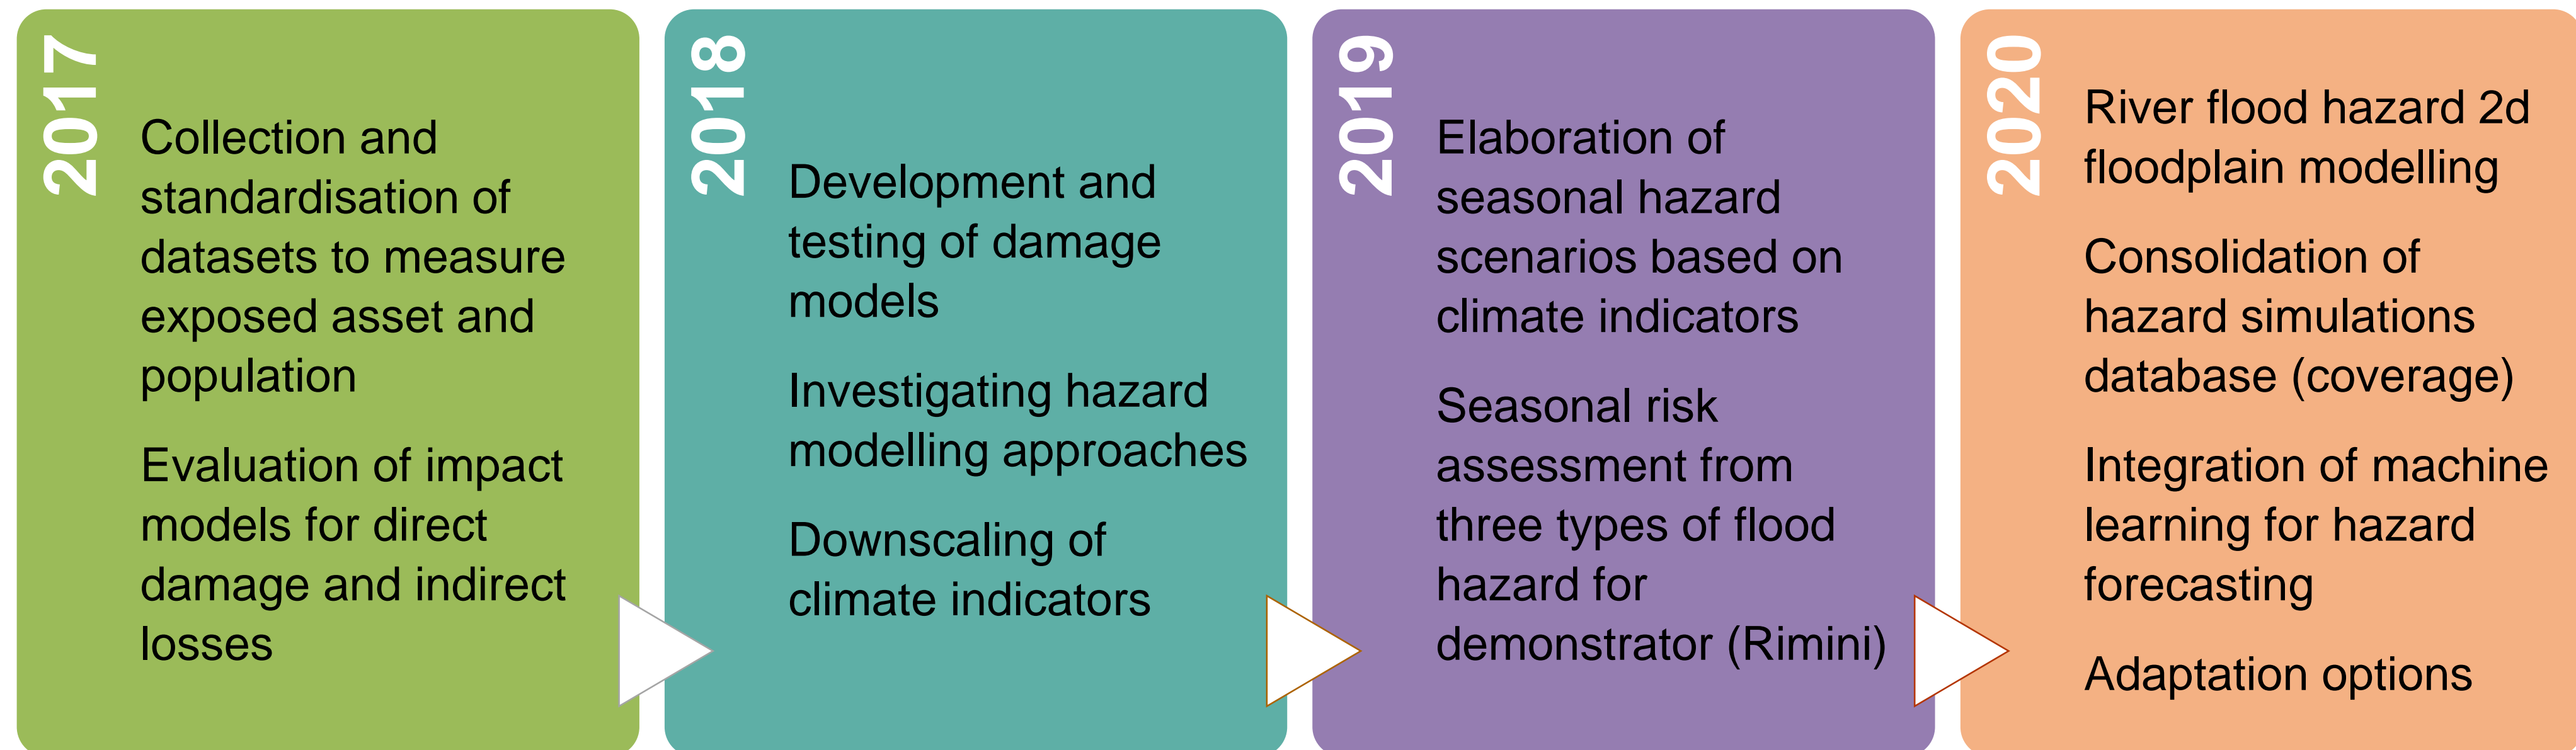 2017
Collection and
standardisation of
datasets to measure
exposed asset and
population
Evaluation of impact
models for direct
damage and indirect
losses
2018
Development and
testing of damage
models
Investigating hazard
modelling approaches
Downscaling of
climate indicators
2019
Elaboration of
seasonal hazard
scenarios based on
climate indicators
Seasonal risk
assessment from
three types of flood
hazard for
demonstrator (Rimini)
2020
River flood hazard 2d
floodplain modelling
Consolidation of
hazard simulations
database (coverage)
Integration of machine
learning for hazard
forecasting
Adaptation options